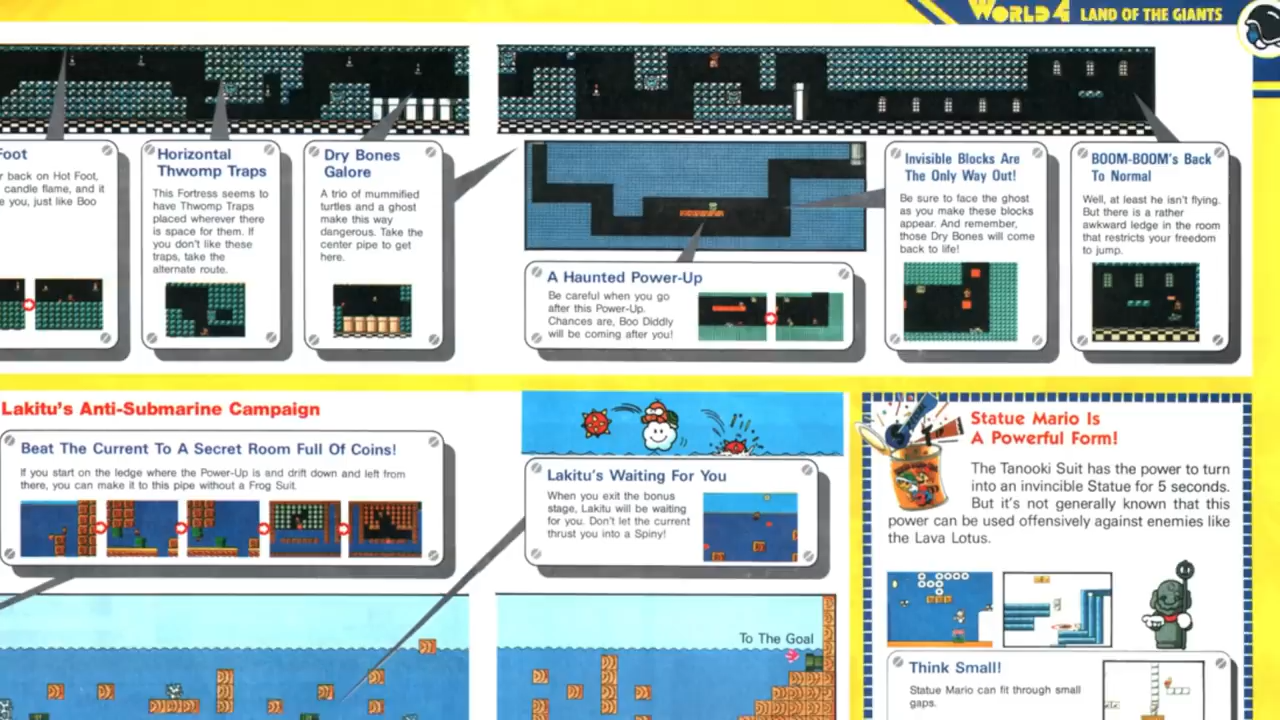 WORLD 4 LAND OF THE GIANTS
Foot
r back on Hot Foot,
candle flame, and it
e you, just like Boo
Horizontal
Thwomp Traps
This Fortress seems to
have Thwomp Traps
placed wherever there
is space for them. If
you don't like these
traps, take the
alternate route.
Dry Bones
Galore
A trio of mummified
turtles and a ghost
make this way
dangerous. Take the
center pipe to get
here.
A Haunted Power-Up
Be careful when you go
after this Power-Up.
Chances are, Boo Diddly
will be coming after you!
Invisible Blocks Are
The Only Way Out!
Be sure to face the ghost
as you make these blocks
appear. And remember,
those Dry Bones will come
back to life!
BOOM-BOOM's Back
To Normal
Well, at least he isn't flying.
But there is a rather
awkward ledge in the room
that restricts your freedom
to jump.
Lakitu's Anti-Submarine Campaign
Beat The Current To A Secret Room Full Of Coins!
If you start on the ledge where the Power-Up is and drift down and left from
there, you can make it to this pipe without a Frog Suit.
Lakitu's Waiting For You
When you exit the bonus
stage, Lakitu will be waiting
for you. Don't let the current
thrust you into a Spiny!
To The Goal
Statue Mario Is
A Powerful Form!
The Tanooki Suit has the power to turn
into an invincible Statue for 5 seconds.
But it's not generally known that this
power can be used offensively against enemies like
the Lava Lotus.
Think Small!
Statue Mario can fit through small
gaps.